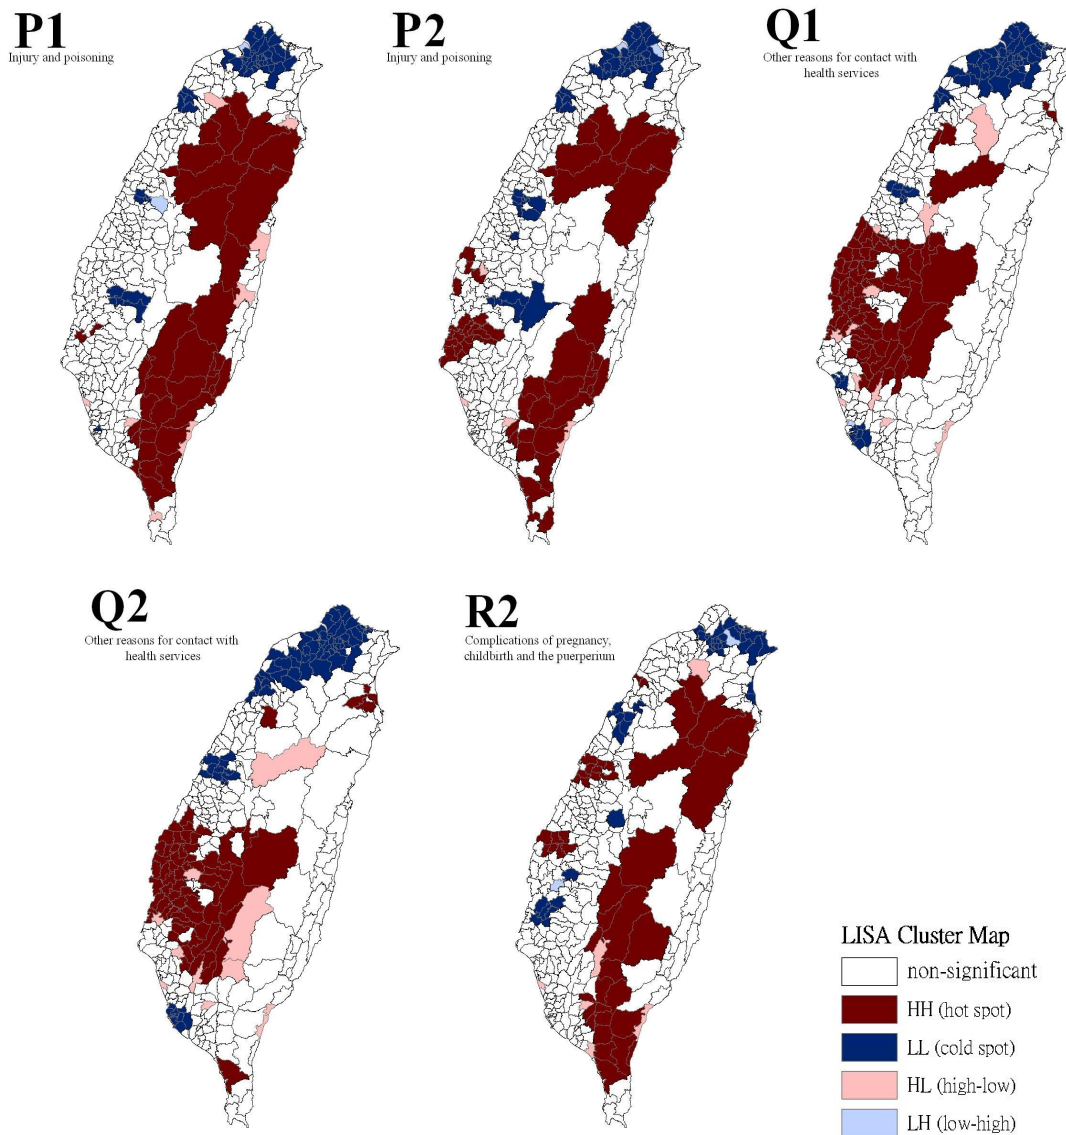 P1
Injury and poisoning
P2
Injury and poisoning
Q1
Other reasons for contact with
health services
Q2
Other reasons for contact with
health services
R2
Complications of pregnancy,
childbirth and the puerperium
LISA Cluster Map
non-significant
HH (hot spot)
LL (cold spot)
HL (high-low)
LH (low-high)